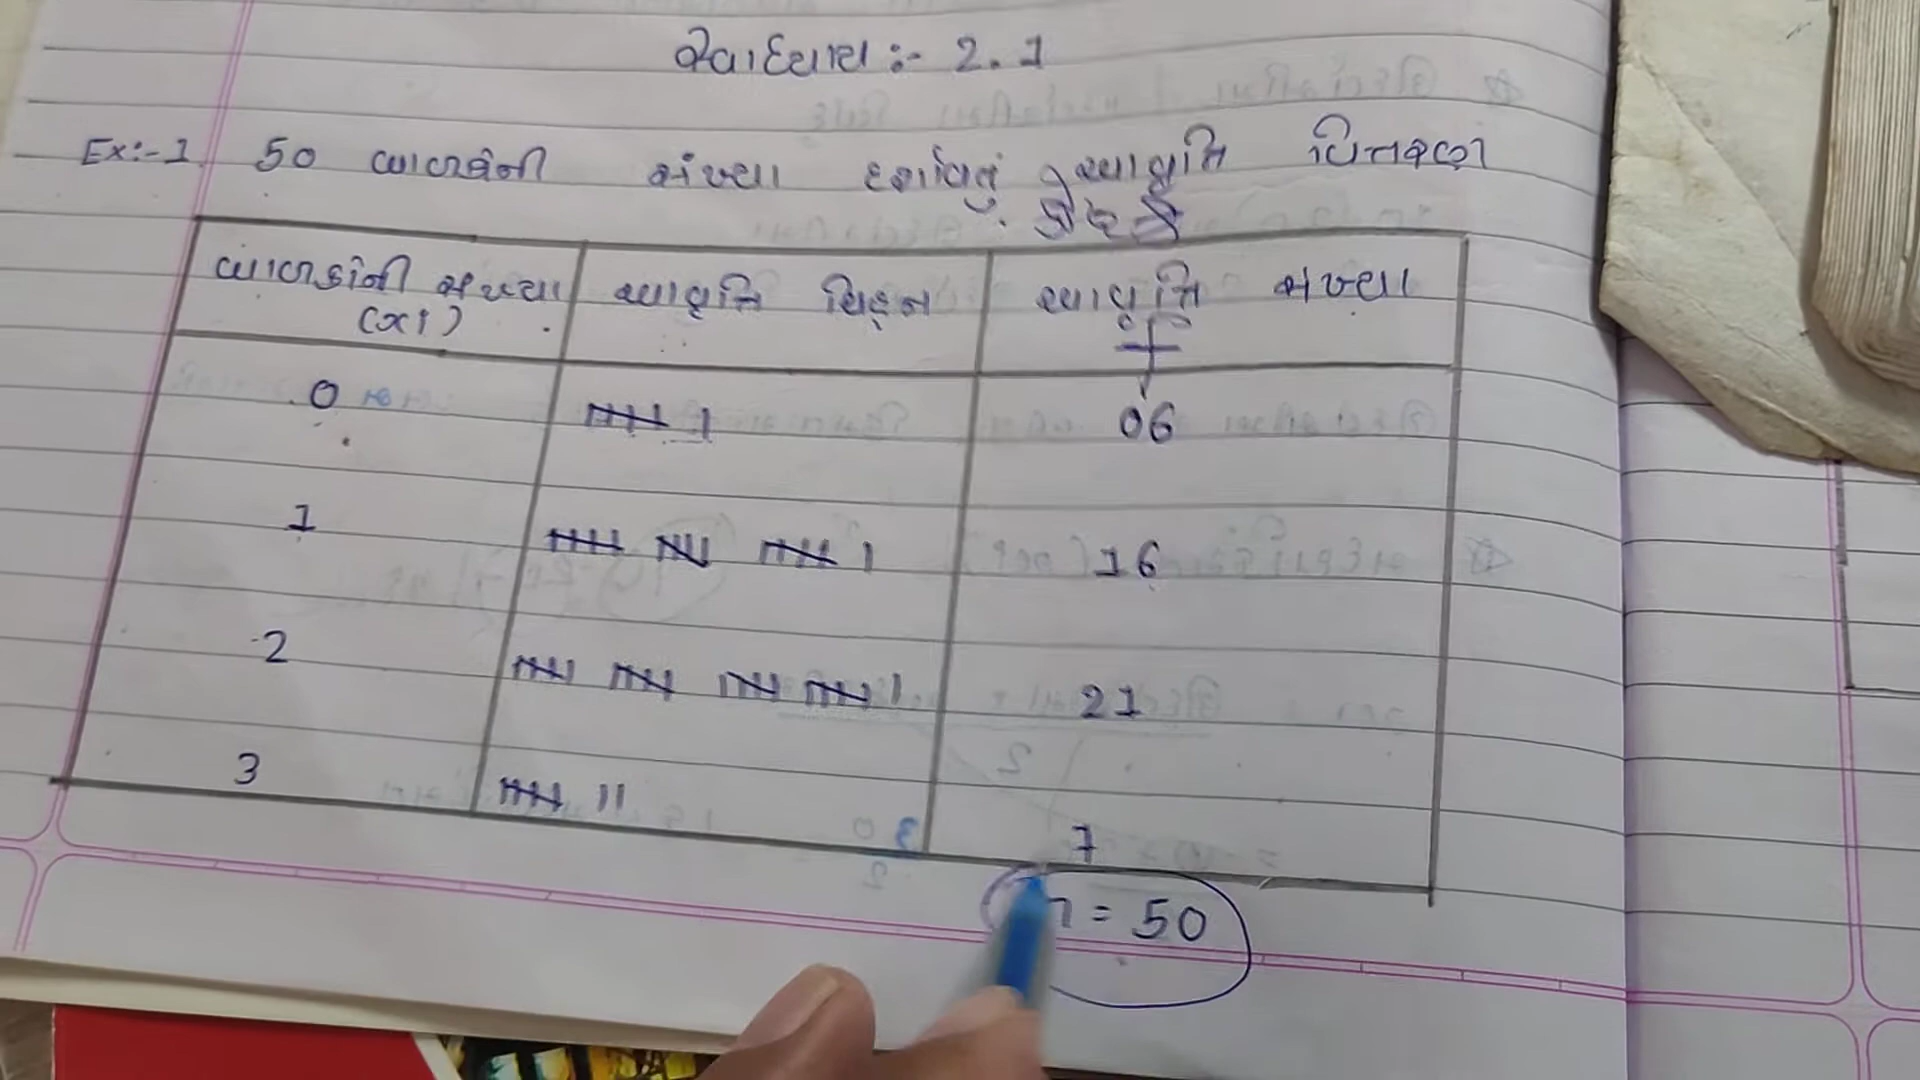 સ્વાધ્યાય :- 2.1
Ex:-1 50 બાળકોની સંખ્યા દર્શાવતું આવૃત્તિ વિતરણ
કોષ્ટક
બાળકોની સંખ્યા આવૃત્તિ ચિહ્ન આવૃત્તિ સંખ્યા
(xi) f
0 06
1 16
2 21
3 7
n = 50